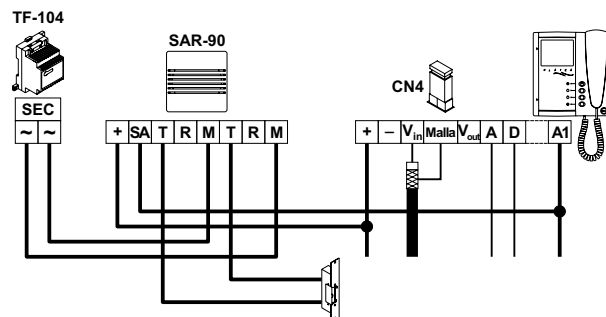 TF-104
SAR-90
CN4
SEC
~ ~
+ SA T R M T R M
+ – Vin Malla Vout A D A1